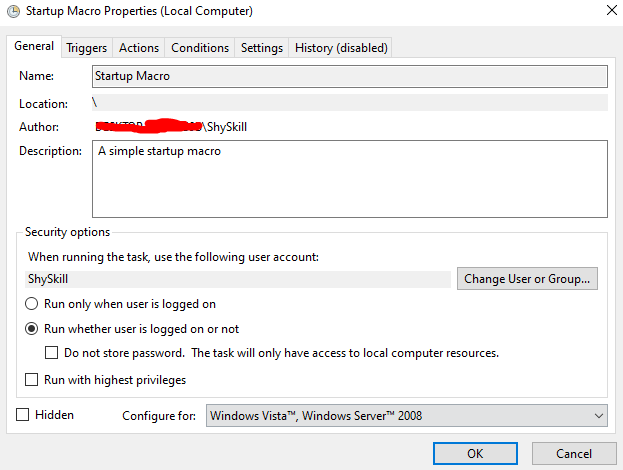 Startup Macro Properties (Local Computer)
General Triggers Actions Conditions Settings History (disabled)
Name: Startup Macro
Location: \
Author: \ShySkill
Description: A simple startup macro
Security options
When running the task, use the following user account:
ShySkill Change User or Group...
Run only when user is logged on
Run whether user is logged on or not
Do not store password. The task will only have access to local computer resources.
Run with highest privileges
Hidden Configure for: Windows Vista™, Windows Server™ 2008
OK Cancel